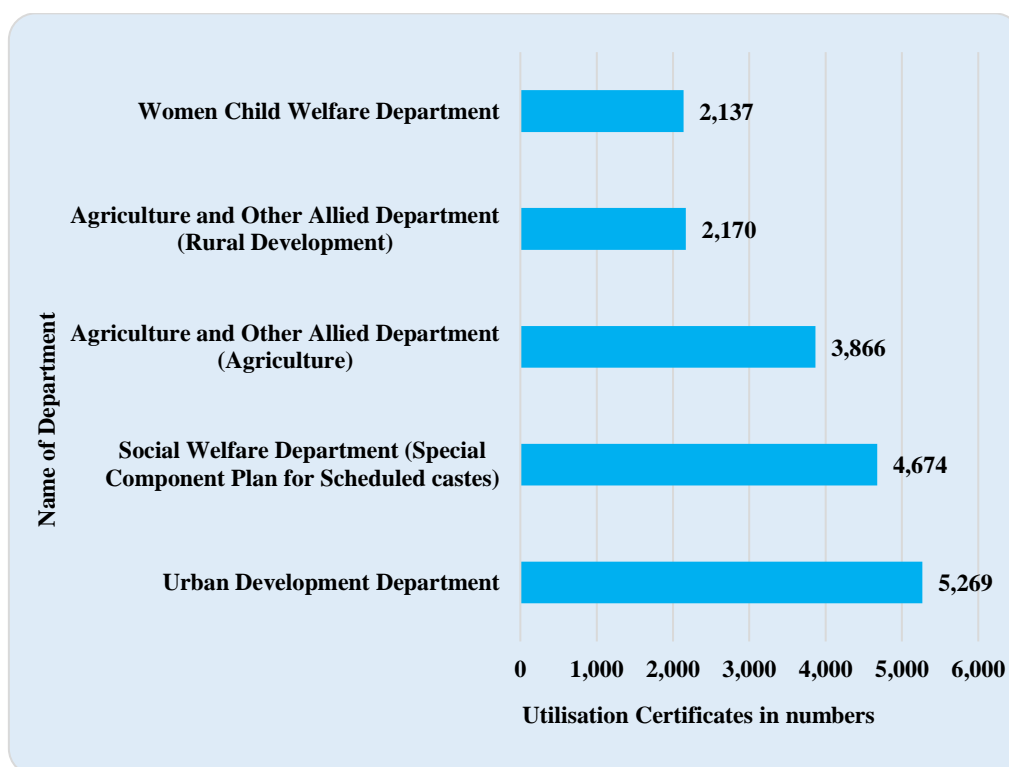 Name of Department
Women Child Welfare Department
2,137
Agriculture and Other Allied Department
(Rural Development)
2,170
Agriculture and Other Allied Department
(Agriculture)
3,866
Social Welfare Department (Special
Component Plan for Scheduled castes)
4,674
Urban Development Department
5,269
0 1,000 2,000 3,000 4,000 5,000 6,000
Utilisation Certificates in numbers